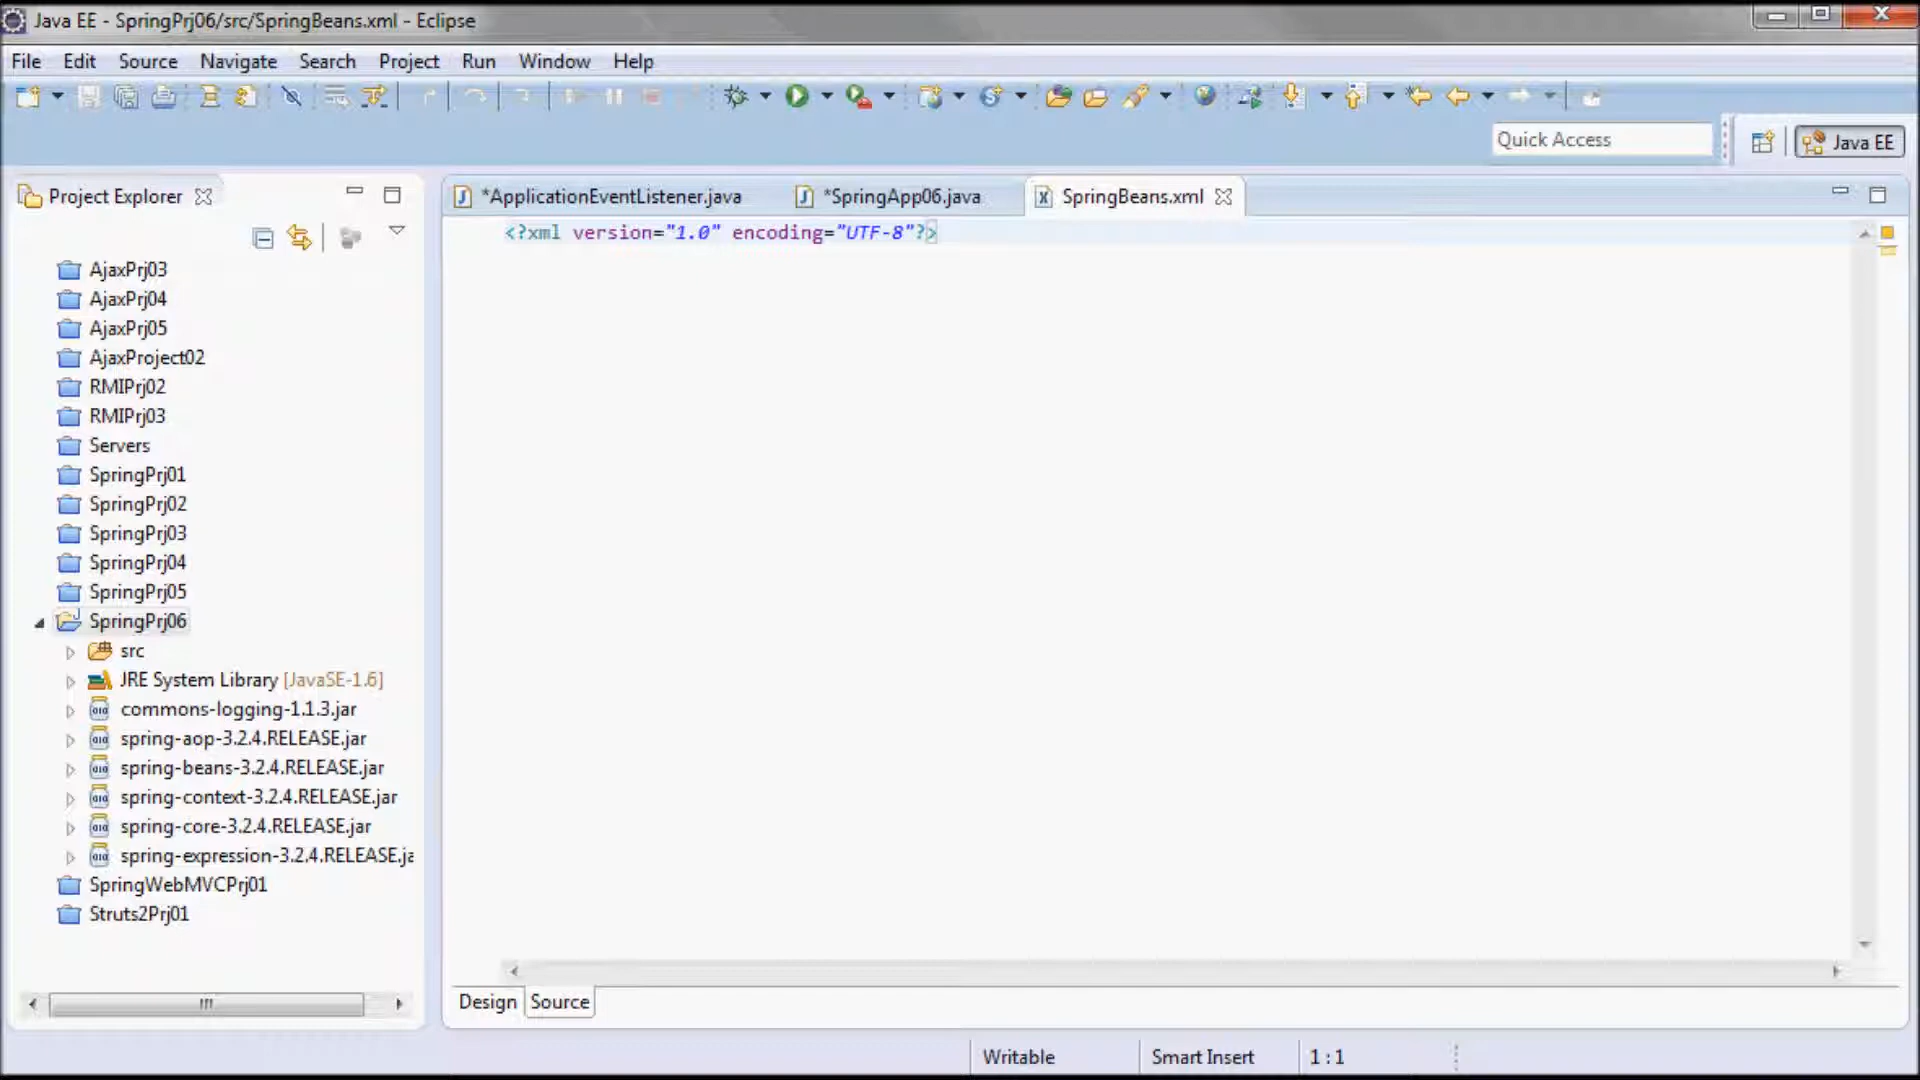 Java EE - SpringPrj06/src/SpringBeans.xml - Eclipse
File Edit Source Navigate Search Project Run Window Help
Quick Access
Java EE
Project Explorer
*ApplicationEventListener.java
*SpringApp06.java
SpringBeans.xml
<?xml version="1.0" encoding="UTF-8"?>
AjaxPrj03
AjaxPrj04
AjaxPrj05
AjaxProject02
RMIPrj02
RMIPrj03
Servers
SpringPrj01
SpringPrj02
SpringPrj03
SpringPrj04
SpringPrj05
SpringPrj06
src
JRE System Library [JavaSE-1.6]
commons-logging-1.1.3.jar
spring-aop-3.2.4.RELEASE.jar
spring-beans-3.2.4.RELEASE.jar
spring-context-3.2.4.RELEASE.jar
spring-core-3.2.4.RELEASE.jar
spring-expression-3.2.4.RELEASE.ja
SpringWebMVCPrj01
Struts2Prj01
Design Source
Writable Smart Insert 1 : 1